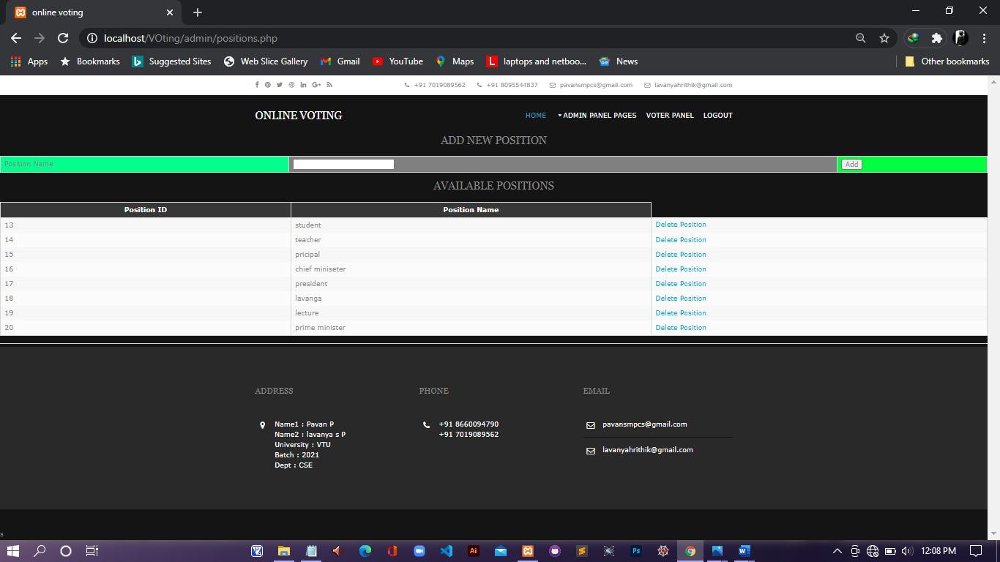 online voting
localhost/VOting/admin/positions.php
Apps Bookmarks Suggested Sites Web Slice Gallery Gmail YouTube Maps laptops and netboo... News Other bookmarks
+91 7019089562 +91 8095544837 pavansmpcs@gmail.com lavanyahrithik@gmail.com
ONLINE VOTING HOME ADMIN PANEL PAGES VOTER PANEL LOGOUT
ADD NEW POSITION
Position Name Add
AVAILABLE POSITIONS
Position ID Position Name
13 student Delete Position
14 teacher Delete Position
15 pricipal Delete Position
16 chief miniseter Delete Position
17 president Delete Position
18 lavanga Delete Position
19 lecture Delete Position
20 prime minister Delete Position
ADDRESS PHONE EMAIL
Name1 : Pavan P +91 8660094790 pavansmpcs@gmail.com
Name2 : lavanya s P +91 7019089562
University : VTU
Batch : 2021 lavanyahrithik@gmail.com
Dept : CSE
s
12:08 PM